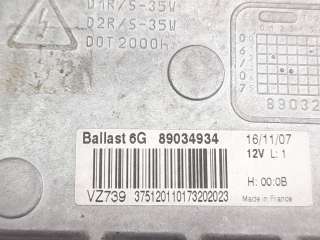 D1R/S-35W
D2R/S-35W
DOT2000h
89032
Ballast 6G 89034934
16/11/07
12V L: 1
H: 00:0B
VZ739 375120110173202023
Made in France